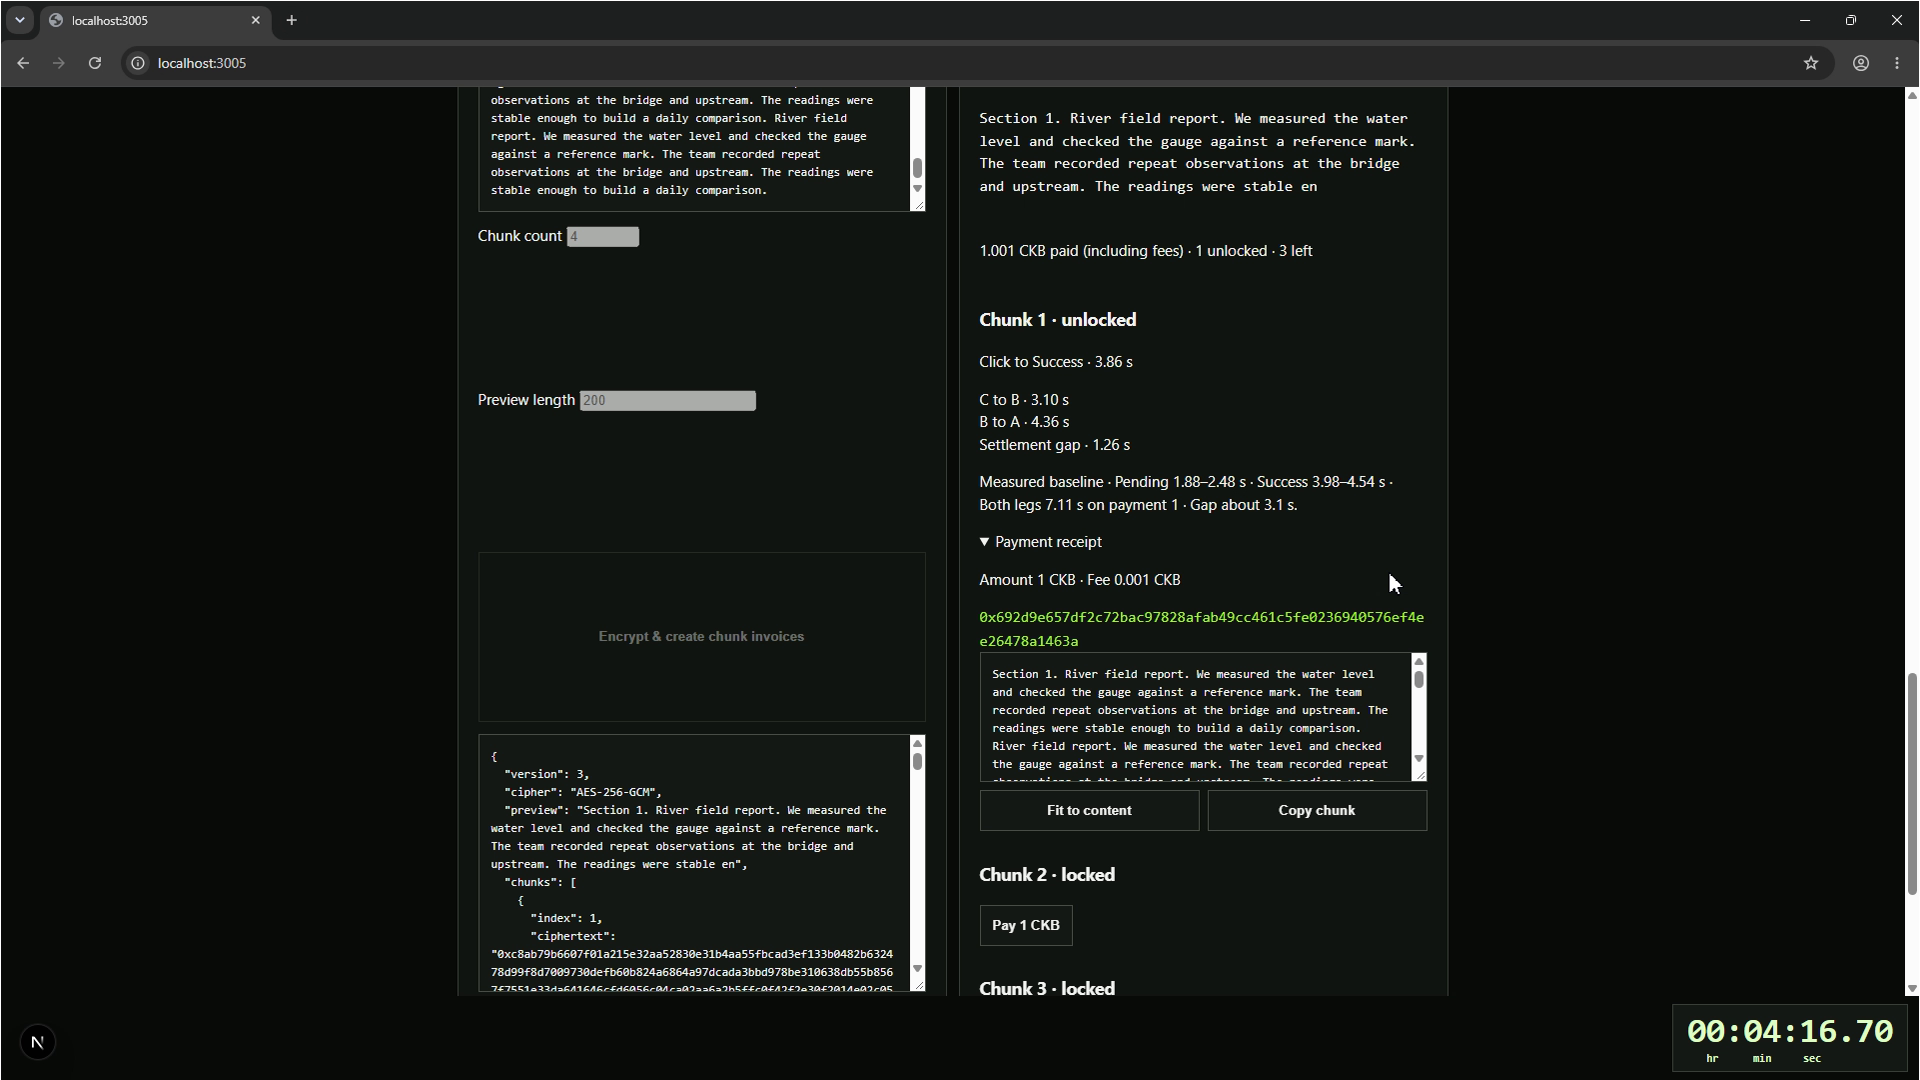 localhost:3005
localhost:3005
observations at the bridge and upstream. The readings were
stable enough to build a daily comparison. River field
report. We measured the water level and checked the gauge
against a reference mark. The team recorded repeat
observations at the bridge and upstream. The readings were
stable enough to build a daily comparison.
Chunk count 4
Preview length 200
Encrypt & create chunk invoices
{
"version": 3,
"cipher": "AES-256-GCM",
"preview": "Section 1. River field report. We measured the
water level and checked the gauge against a reference mark.
The team recorded repeat observations at the bridge and
upstream. The readings were stable en",
"chunks": [
{
"index": 1,
"ciphertext":
"0xc8ab79b6607f01a215e32aa52830e31b4aa55fbcad3ef133b0482b6324
78d99f8d7009730defb60b824a6864a97dcada3bbd978be310638db55b856
Section 1. River field report. We measured the water
level and checked the gauge against a reference mark.
The team recorded repeat observations at the bridge
and upstream. The readings were stable en
1.001 CKB paid (including fees) · 1 unlocked · 3 left
Chunk 1 · unlocked
Click to Success · 3.86 s
C to B · 3.10 s
B to A · 4.36 s
Settlement gap · 1.26 s
Measured baseline · Pending 1.88–2.48 s · Success 3.98–4.54 s ·
Both legs 7.11 s on payment 1 · Gap about 3.1 s.
▼ Payment receipt
Amount 1 CKB · Fee 0.001 CKB
0x692d9e657df2c72bac97828afab49cc461c5fe0236940576ef4e
e26478a1463a
Section 1. River field report. We measured the water level
and checked the gauge against a reference mark. The team
recorded repeat observations at the bridge and upstream. The
readings were stable enough to build a daily comparison.
River field report. We measured the water level and checked
the gauge against a reference mark. The team recorded repeat
Fit to content
Copy chunk
Chunk 2 · locked
Pay 1 CKB
Chunk 3 · locked
N
00:04:16.70
hr min sec